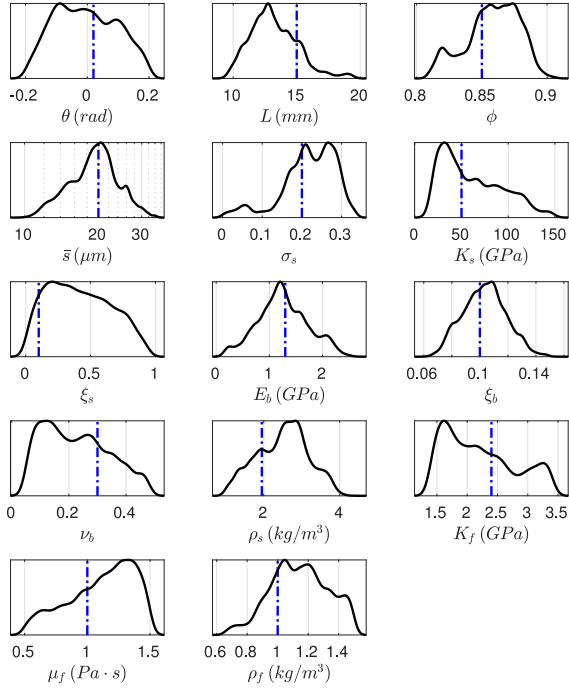 -0.2 0 0.2 10 15 20 0.8 0.85 0.9
θ (rad) L (mm) ϕ
10 20 30 0 0.1 0.2 0.3 0 50 100 150
s̄ (μm) σ_s K_s (GPa)
0 0.5 1 0 1 2 0.06 0.1 0.14
ξ_s E_b (GPa) ξ_b
0 0.2 0.4 2 4 1.5 2 2.5 3 3.5
ν_b ρ_s (kg/m³) K_f (GPa)
0.5 1 1.5 0.6 0.8 1 1.2 1.4
μ_f (Pa · s) ρ_f (kg/m³)